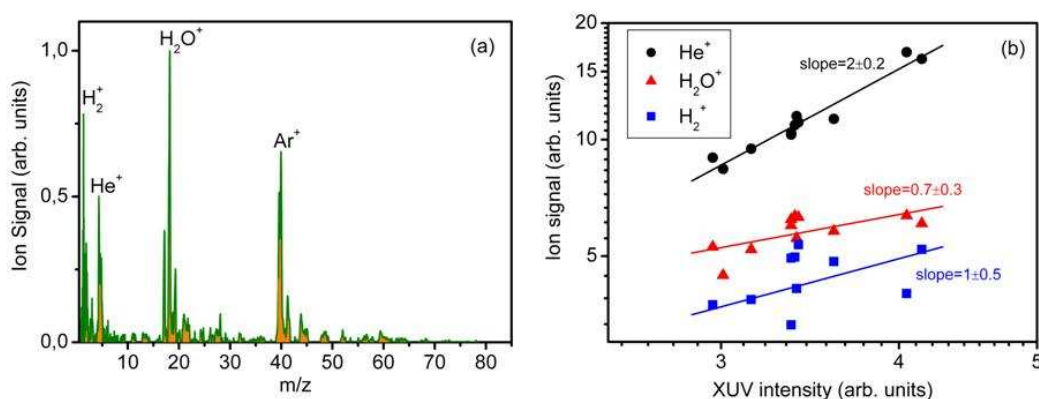 (a)
H₂⁺
He⁺
H₂O⁺
Ar⁺
1,0
0,5
0,0
10 20 30 40 50 60 70 80
m/z
Ion Signal (arb. units)
(b)
He⁺
H₂O⁺
H₂⁺
slope=2±0.2
slope=0.7±0.3
slope=1±0.5
20
15
10
5
3 4 5
XUV intensity (arb. units)
Ion signal (arb. units)